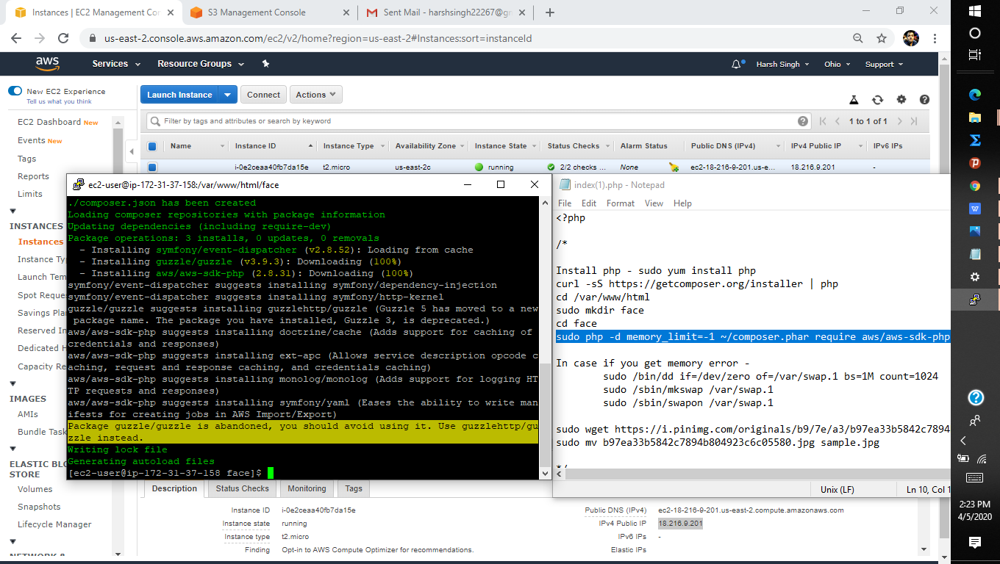 Instances | EC2 Management Con
S3 Management Console
Sent Mail - harshsingh22267@gm
us-east-2.console.aws.amazon.com/ec2/v2/home?region=us-east-2#Instances:sort=instanceId
aws
Services
Resource Groups
Harsh Singh
Ohio
Support
New EC2 Experience
Tell us what you think
Launch Instance
Connect
Actions
EC2 Dashboard New
Events New
Tags
Reports
Limits
INSTANCES
Instances
Instance Ty
Launch Tem
Spot Reque
Savings Pla
Reserved In
Dedicated H
Capacity Re
IMAGES
AMIs
Bundle Task
ELASTIC BLO
STORE
Volumes
Snapshots
Lifecycle Manager
NETWORK &
Filter by tags and attributes or search by keyword
1 to 1 of 1
Name
Instance ID
Instance Type
Availability Zone
Instance State
Status Checks
Alarm Status
Public DNS (IPv4)
IPv4 Public IP
IPv6 IPs
i-0e2ceaa40fb7da15e
t2.micro
us-east-2c
running
2/2 checks ...
None
ec2-18-216-9-201.us-e...
18.216.9.201
-
ec2-user@ip-172-31-37-158:/var/www/html/face
./composer.json has been created
Loading composer repositories with package information
Updating dependencies (including require-dev)
Package operations: 3 installs, 0 updates, 0 removals
- Installing symfony/event-dispatcher (v2.8.52): Loading from cache
- Installing guzzle/guzzle (v3.9.3): Downloading (100%)
- Installing aws/aws-sdk-php (2.8.31): Downloading (100%)
symfony/event-dispatcher suggests installing symfony/dependency-injection
symfony/event-dispatcher suggests installing symfony/http-kernel
guzzle/guzzle suggests installing guzzlehttp/guzzle (Guzzle 5 has moved to a new
package name. The package you have installed, Guzzle 3, is deprecated.)
aws/aws-sdk-php suggests installing doctrine/cache (Adds support for caching of
credentials and responses)
aws/aws-sdk-php suggests installing ext-apc (Allows service description opcode c
aching, request and response caching, and credentials caching)
aws/aws-sdk-php suggests installing monolog/monolog (Adds support for logging HT
TP requests and responses)
aws/aws-sdk-php suggests installing symfony/yaml (Eases the ability to write man
ifests for creating jobs in AWS Import/Export)
Package guzzle/guzzle is abandoned, you should avoid using it. Use guzzlehttp/gu
zzle instead.
Writing lock file
Generating autoload files
[ec2-user@ip-172-31-37-158 face]$
index(1).php - Notepad
File Edit Format View Help
<?php
/*
Install php - sudo yum install php
curl -sS https://getcomposer.org/installer | php
cd /var/www/html
sudo mkdir face
cd face
sudo php -d memory_limit=-1 ~/composer.phar require aws/aws-sdk-php
In case if you get memory error -
sudo /bin/dd if=/dev/zero of=/var/swap.1 bs=1M count=1024
sudo /sbin/mkswap /var/swap.1
sudo /sbin/swapon /var/swap.1
sudo wget https://i.pinimg.com/originals/b9/7e/a3/b97ea33b5842c7894
sudo mv b97ea33b5842c7894b804923c6c05580.jpg sample.jpg
*/
Unix (LF)
Ln 10, Col 1
Description
Status Checks
Monitoring
Tags
Instance ID i-0e2ceaa40fb7da15e
Instance state running
Instance type t2.micro
Finding Opt-in to AWS Compute Optimizer for recommendations.
Public DNS (IPv4) ec2-18-216-9-201.us-east-2.compute.amazonaws.com
IPv4 Public IP 18.216.9.201
IPv6 IPs -
Elastic IPs
2:23 PM
4/5/2020